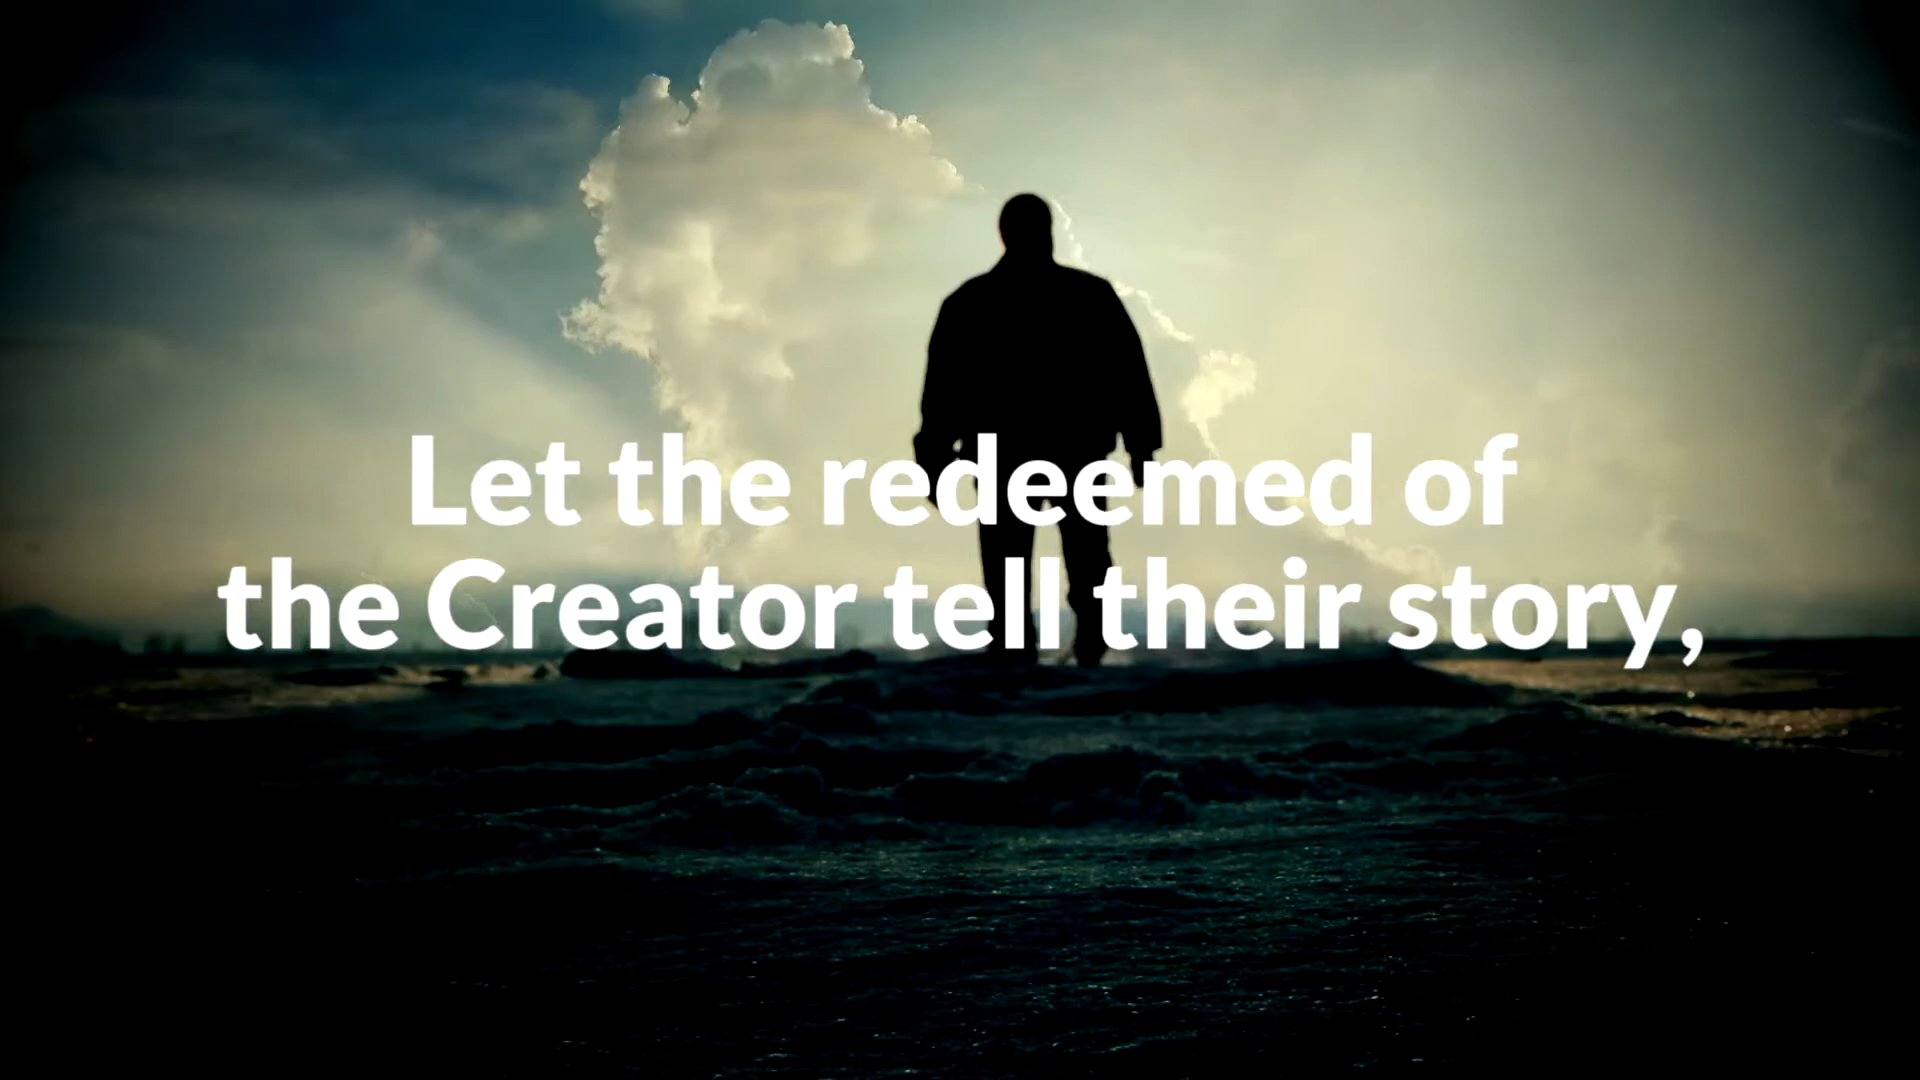 Let the redeemed of
the Creator tell their story,